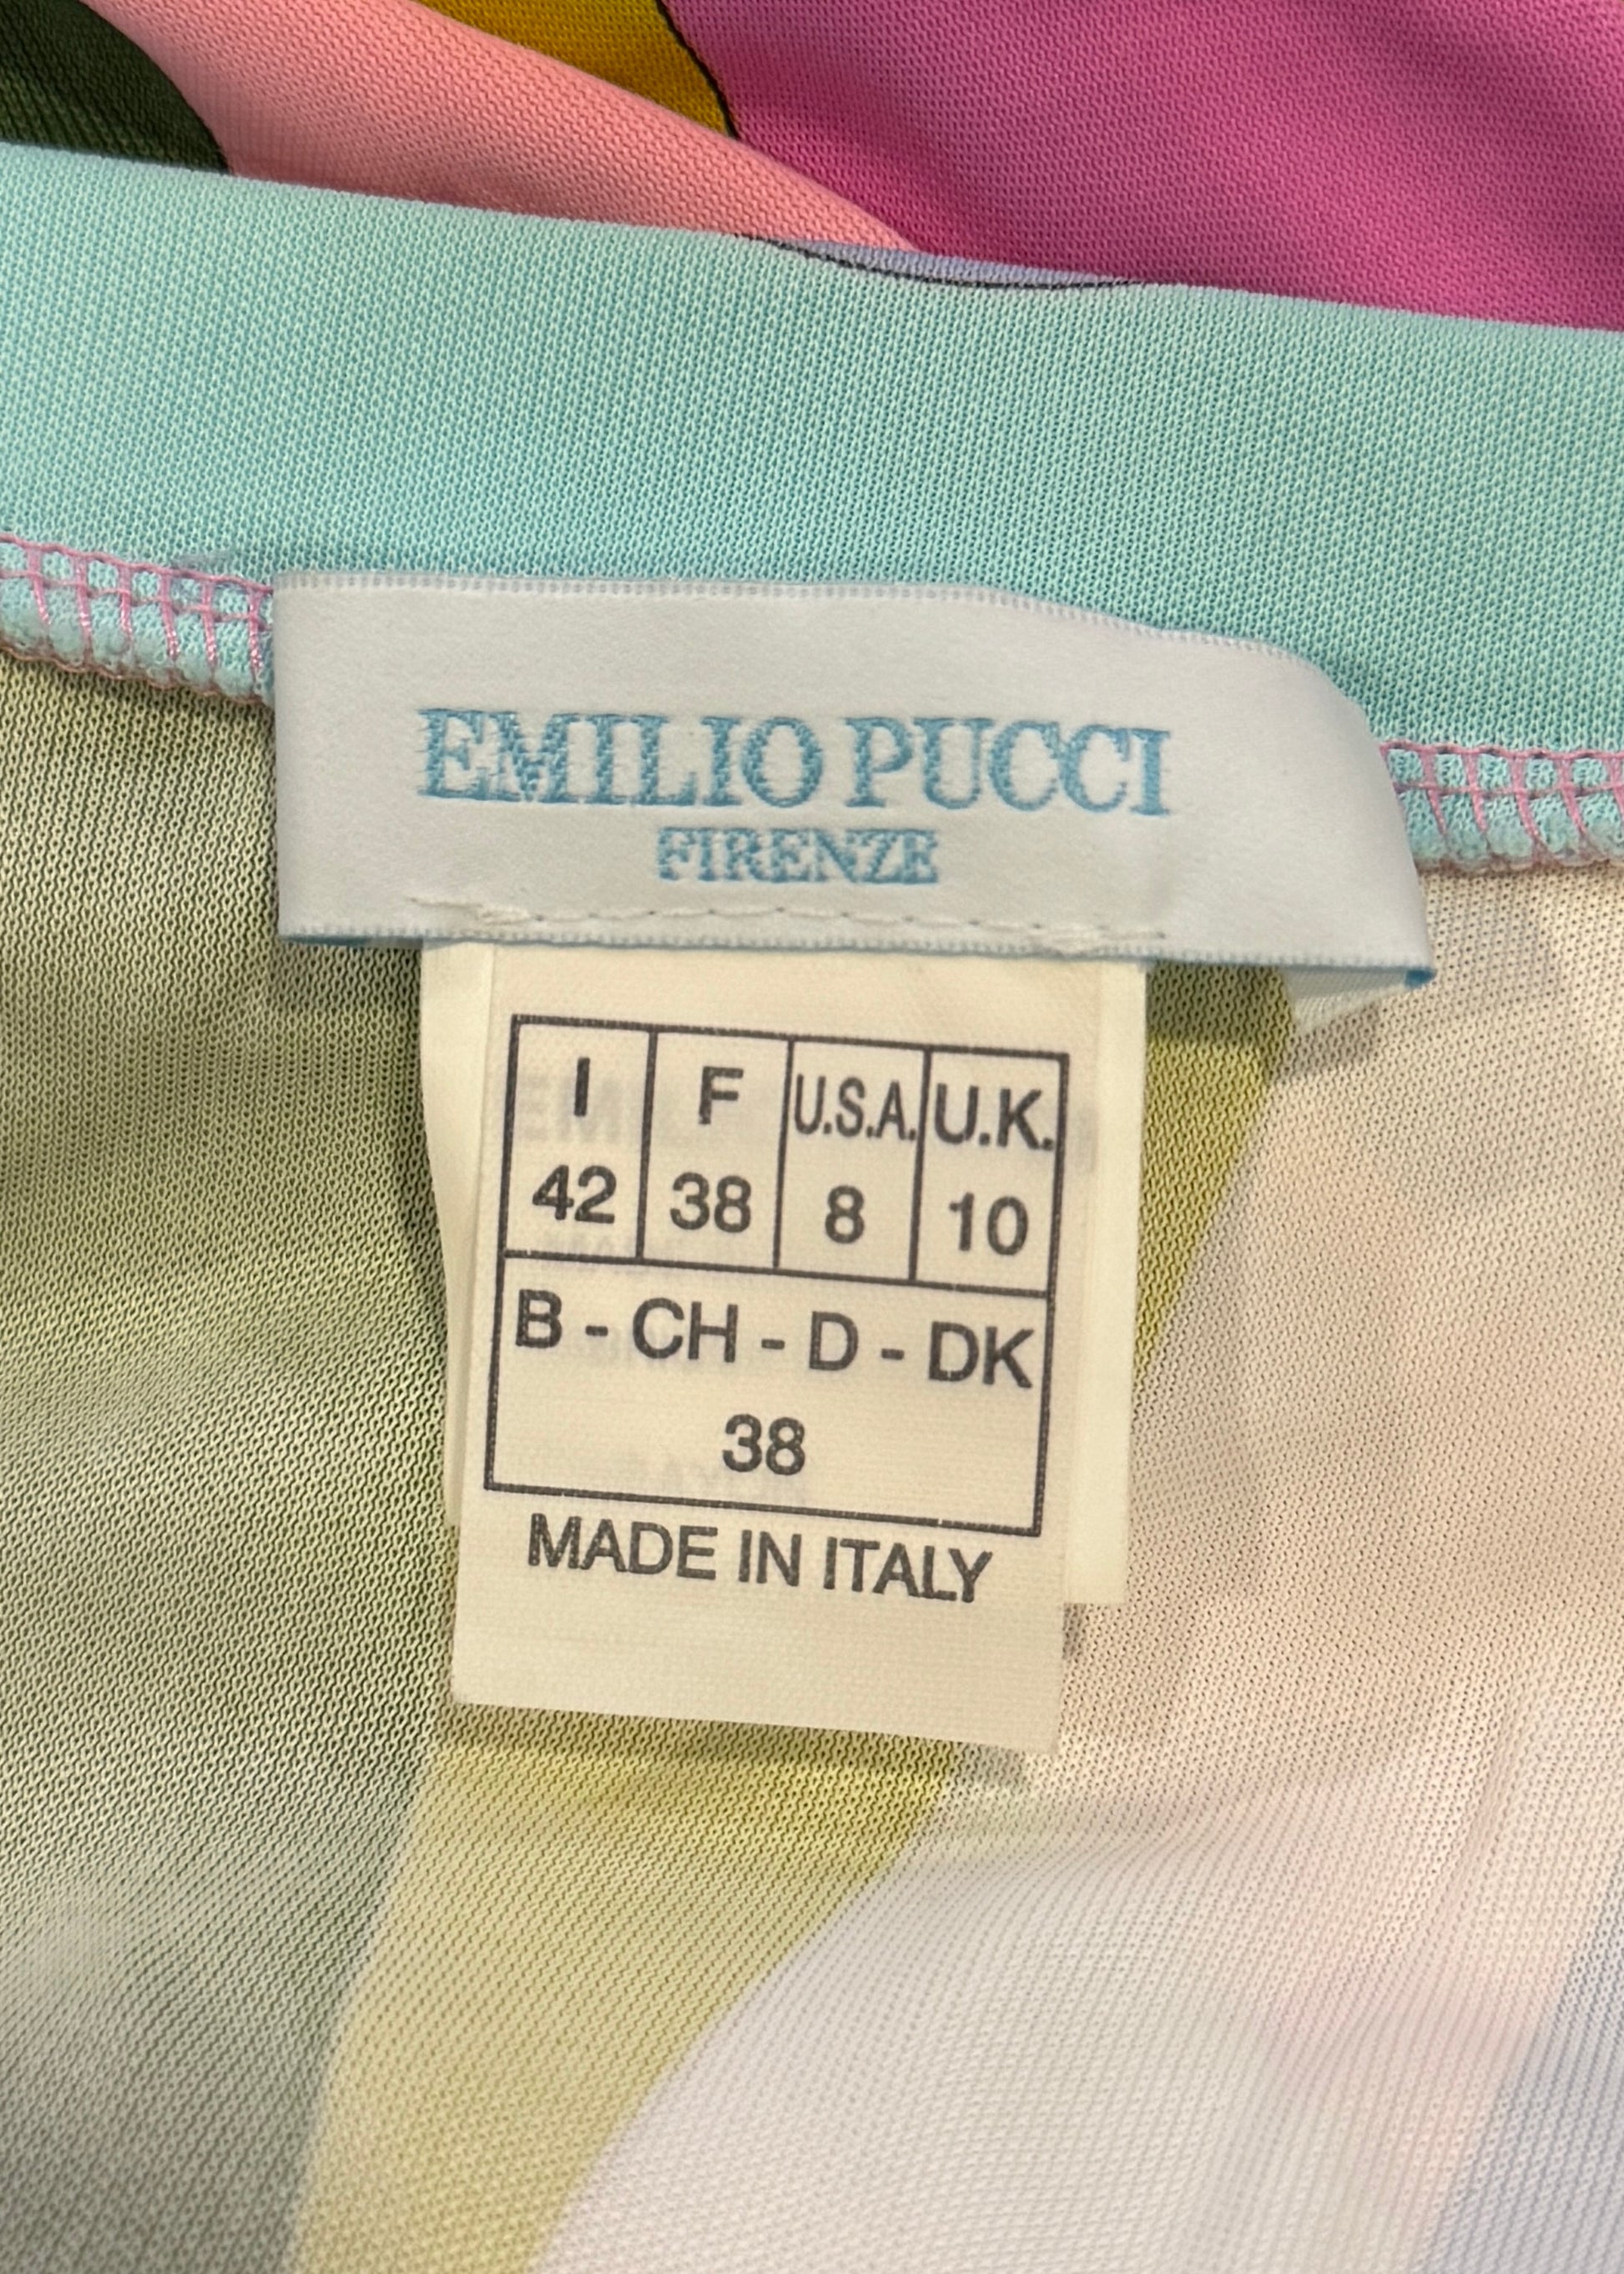 EMILIO PUCCI
FIRENZE
I F U.S.A. U.K.
42 38 8 10
B - CH - D - DK
38
MADE IN ITALY